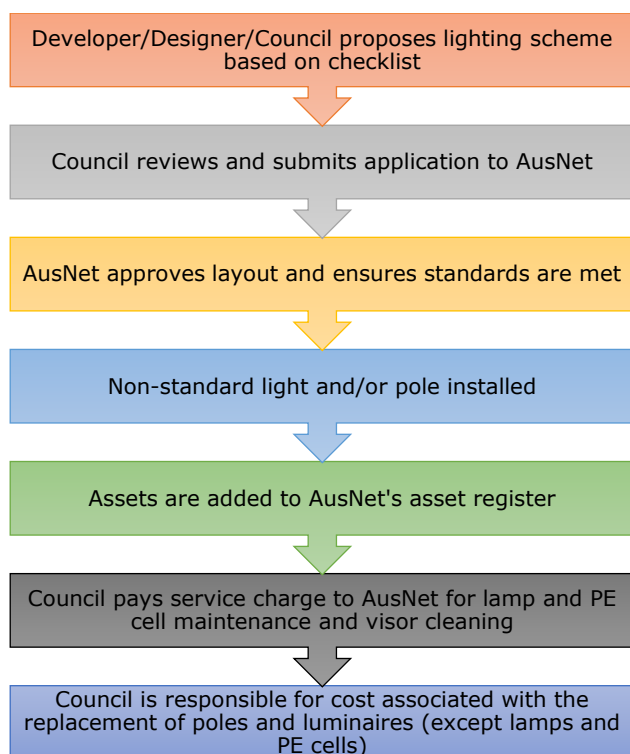 Developer/Designer/Council proposes lighting scheme
based on checklist
Council reviews and submits application to AusNet
AusNet approves layout and ensures standards are met
Non-standard light and/or pole installed
Assets are added to AusNet's asset register
Council pays service charge to AusNet for lamp and PE
cell maintenance and visor cleaning
Council is responsible for cost associated with the
replacement of poles and luminaires (except lamps and
PE cells)